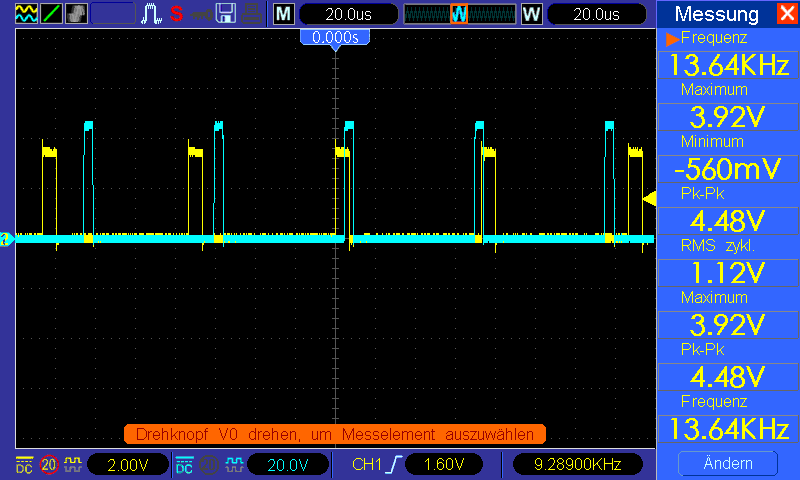 S M 20.0us W W 20.0us Messung
0.000s
Frequenz
13.64KHz
Maximum
3.92V
Minimum
-560mV
Pk-Pk
4.48V
RMS zykl.
1.12V
Maximum
3.92V
Pk-Pk
4.48V
Frequenz
13.64KHz
Drehknopf V0 drehen, um Messelement auszuwählen
DC 20 2.00V DC 20 20.0V CH1 1.60V 9.28900KHz Ändern